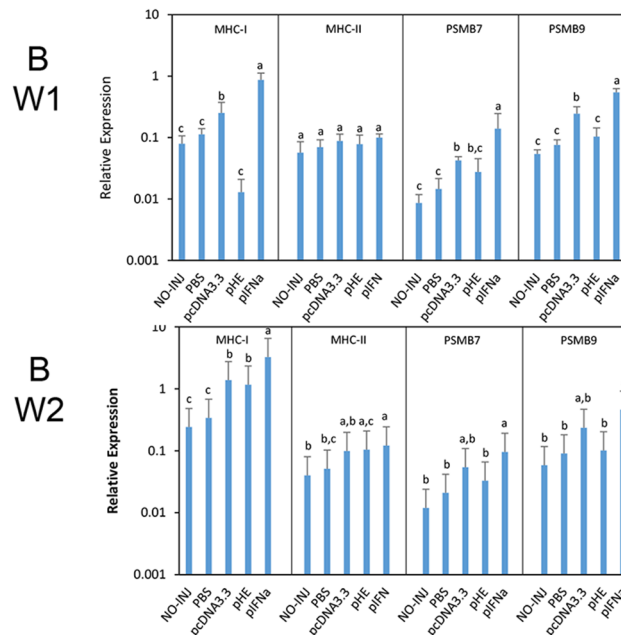 B
W1
Relative Expression
10
1
0.1
0.01
0.001
MHC-I
MHC-II
PSMB7
PSMB9
c
c
b
c
a
a
a
a
a
a
c
c
b
b,c
a
c
c
b
c
a
NO-INJ
PBS
pcDNA3.3
pHE
pIFNa
NO-INJ
PBS
pcDNA3.3
pHE
pIFN
NO-INJ
PBS
pcDNA3.3
pHE
pIFNa
NO-INJ
PBS
pcDNA3.3
pHE
pIFNa
B
W2
Relative Expression
10
1
0.1
0.01
0.001
MHC-I
MHC-II
PSMB7
PSMB9
c
c
b
b
a
b
b,c
a,b
a,c
a
b
b
a,b
b
a
b
b
a,b
b
NO-INJ
PBS
pcDNA3.3
pHE
pIFNa
NO-INJ
PBS
pcDNA3.3
pHE
pIFN
NO-INJ
PBS
pcDNA3.3
pHE
pIFNa
NO-INJ
PBS
pcDNA3.3
pHE